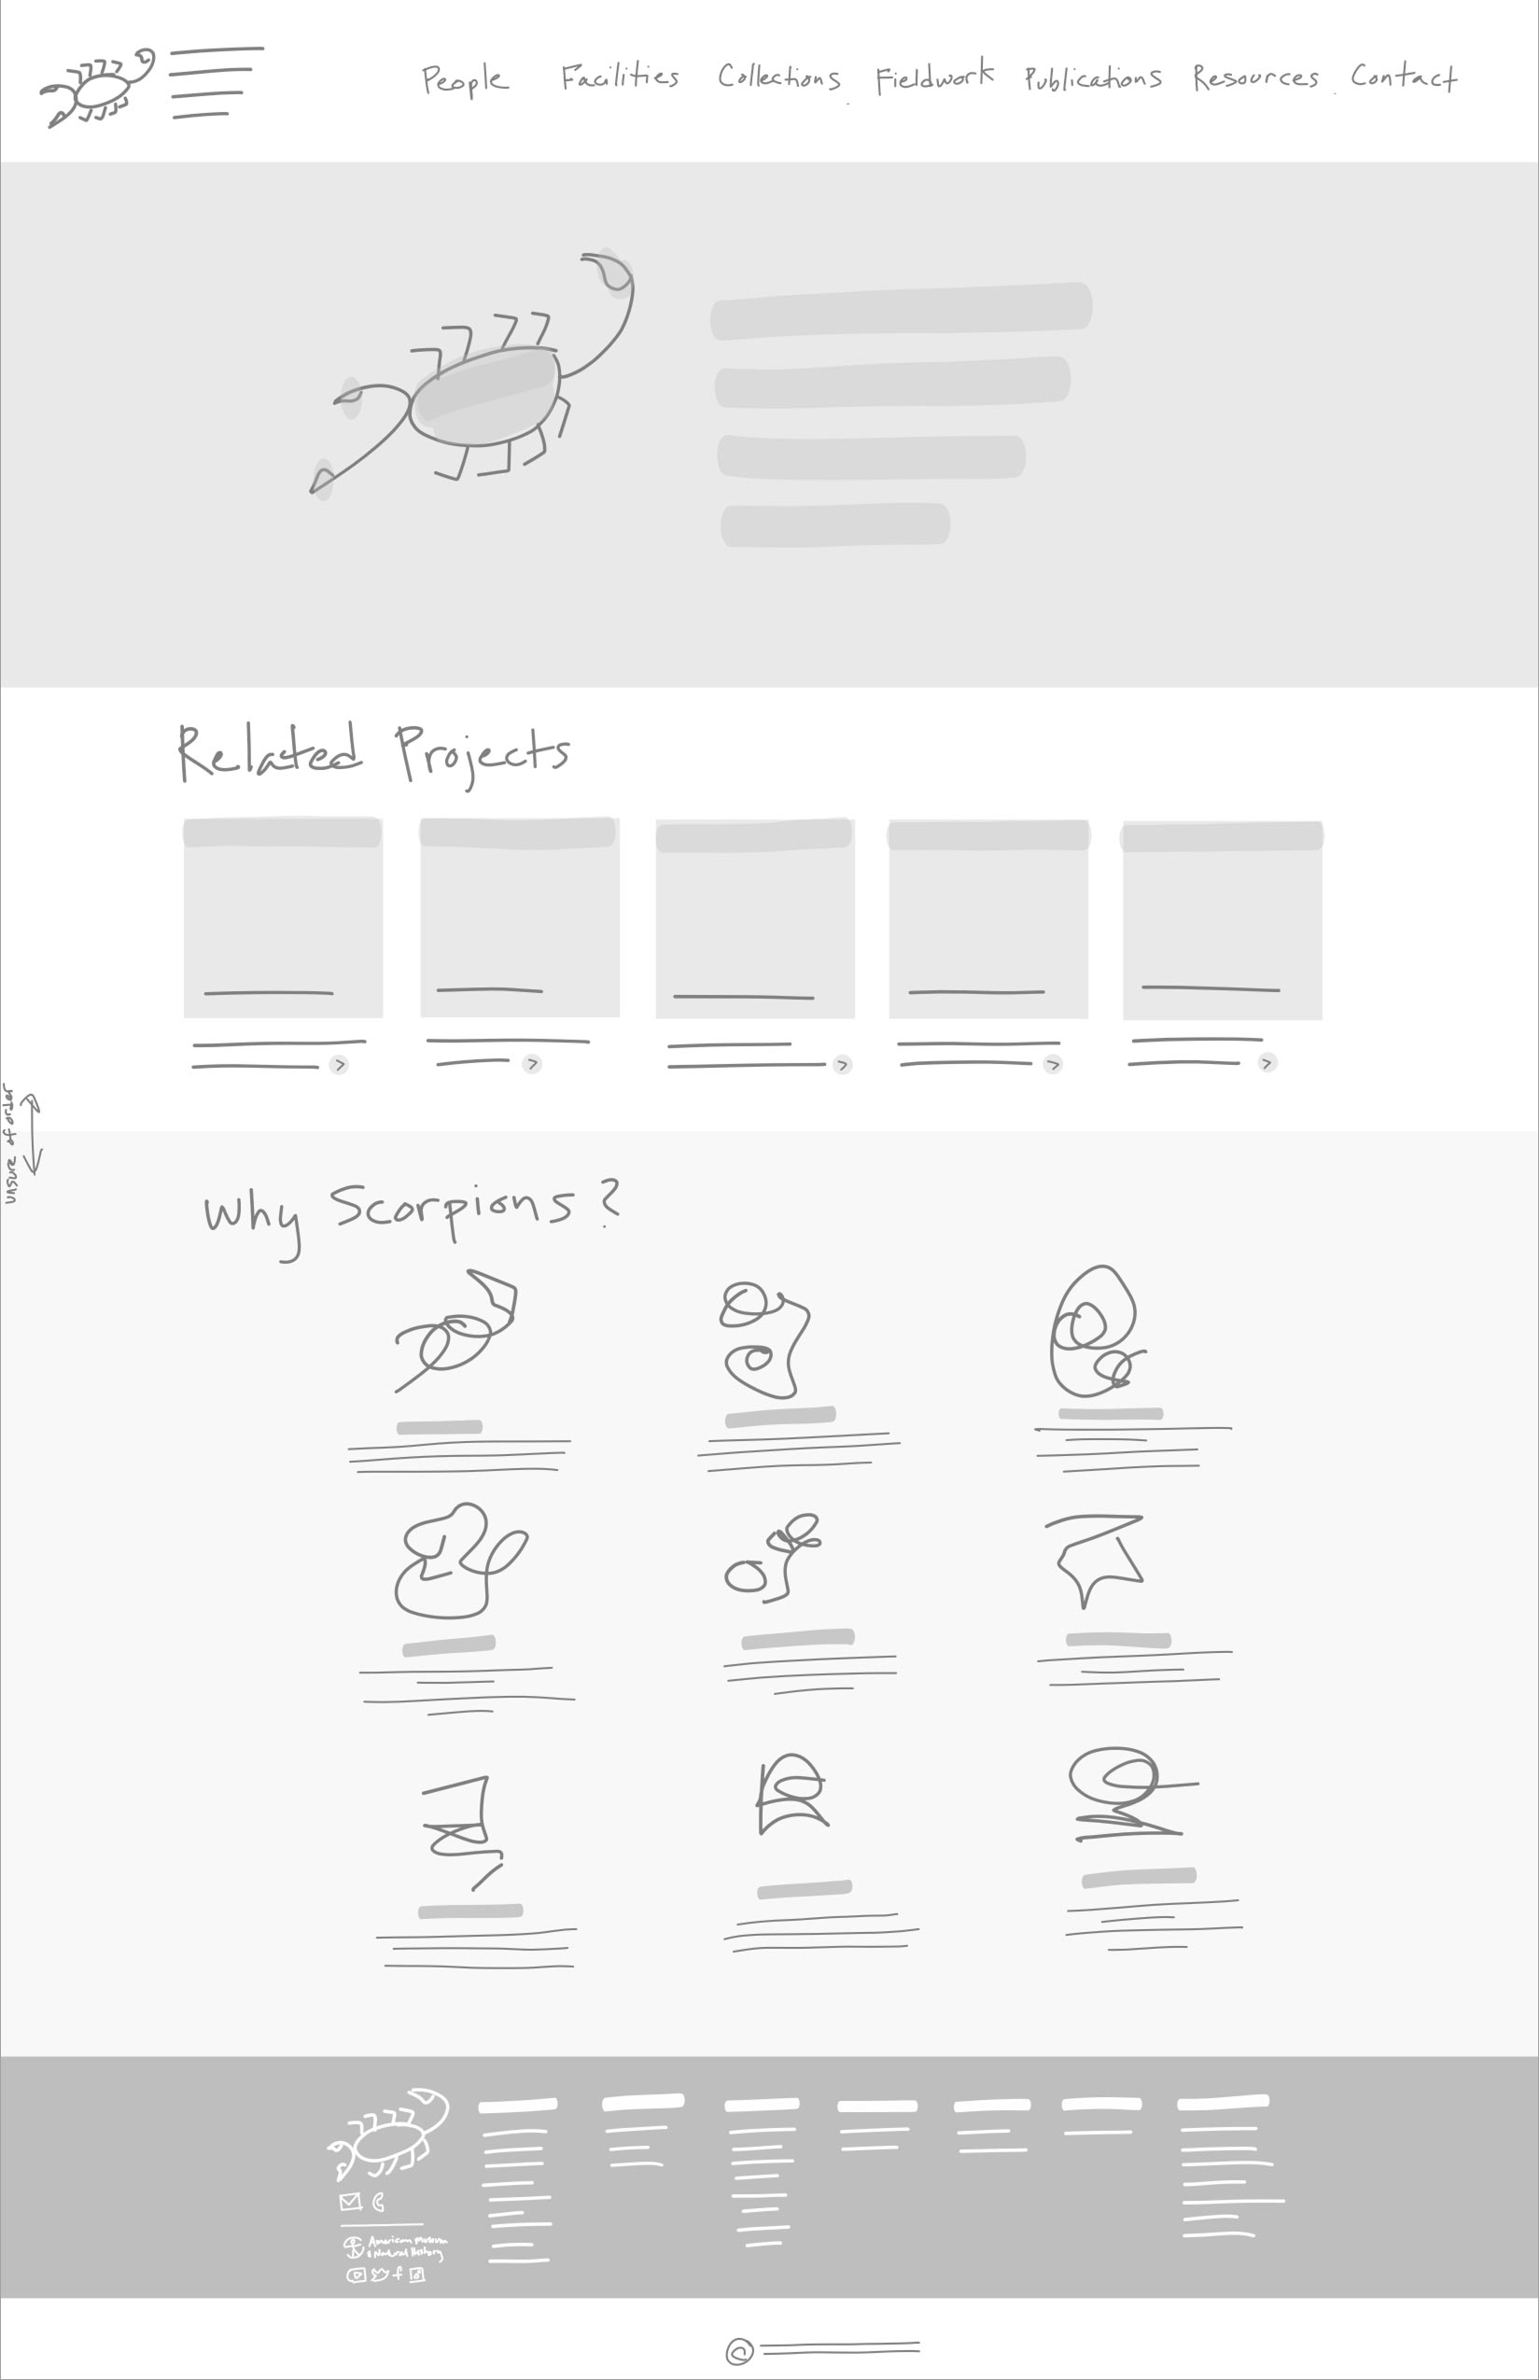 People Facilities Collections Fieldwork Publications Resources Contact
Related Projects
unsure of order
Why Scorpions?
American Museum
of Natural History